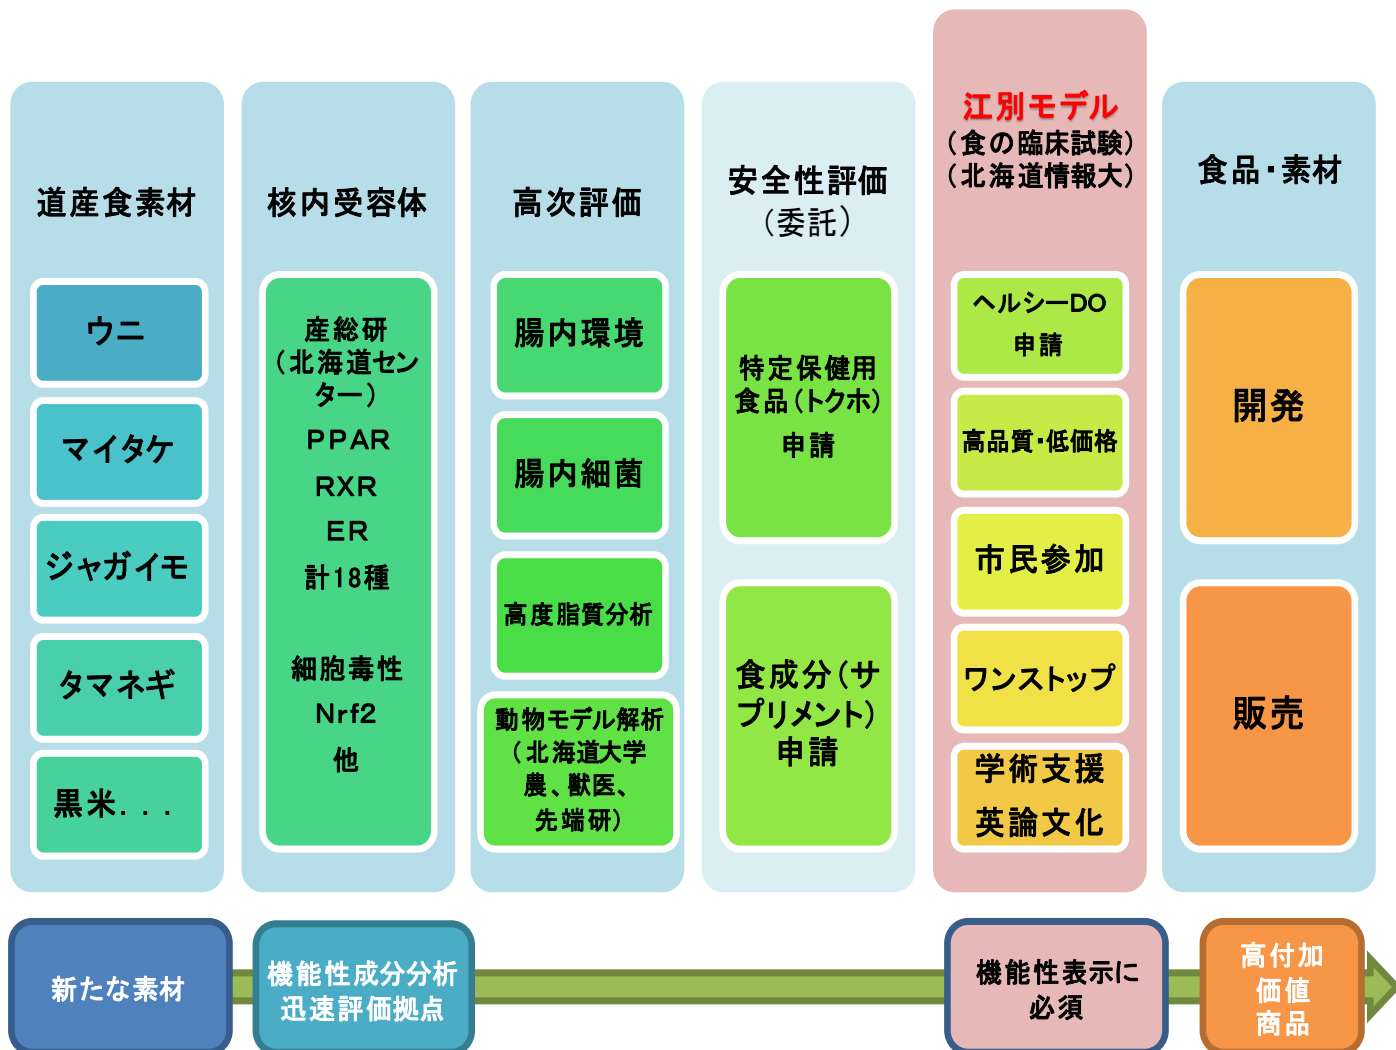 道産食素材
ウニ
マイタケ
ジャガイモ
タマネギ
黒米...
核内受容体
産総研
(北海道セン
ター)
PPAR
RXR
ER
計18種
細胞毒性
Nrf2
他
高次評価
腸内環境
腸内細菌
高度脂質分析
動物モデル解析
(北海道大学
農、獣医、
先端研)
安全性評価
(委託)
特定保健用
食品(トクホ)
申請
食成分(サ
プリメント)
申請
江別モデル
(食の臨床試験)
(北海道情報大)
ヘルシーDO
申請
高品質・低価格
市民参加
ワンストップ
学術支援
英論文化
食品・素材
開発
販売
新たな素材
機能性成分分析
迅速評価拠点
機能性表示に
必須
高付加
価値
商品